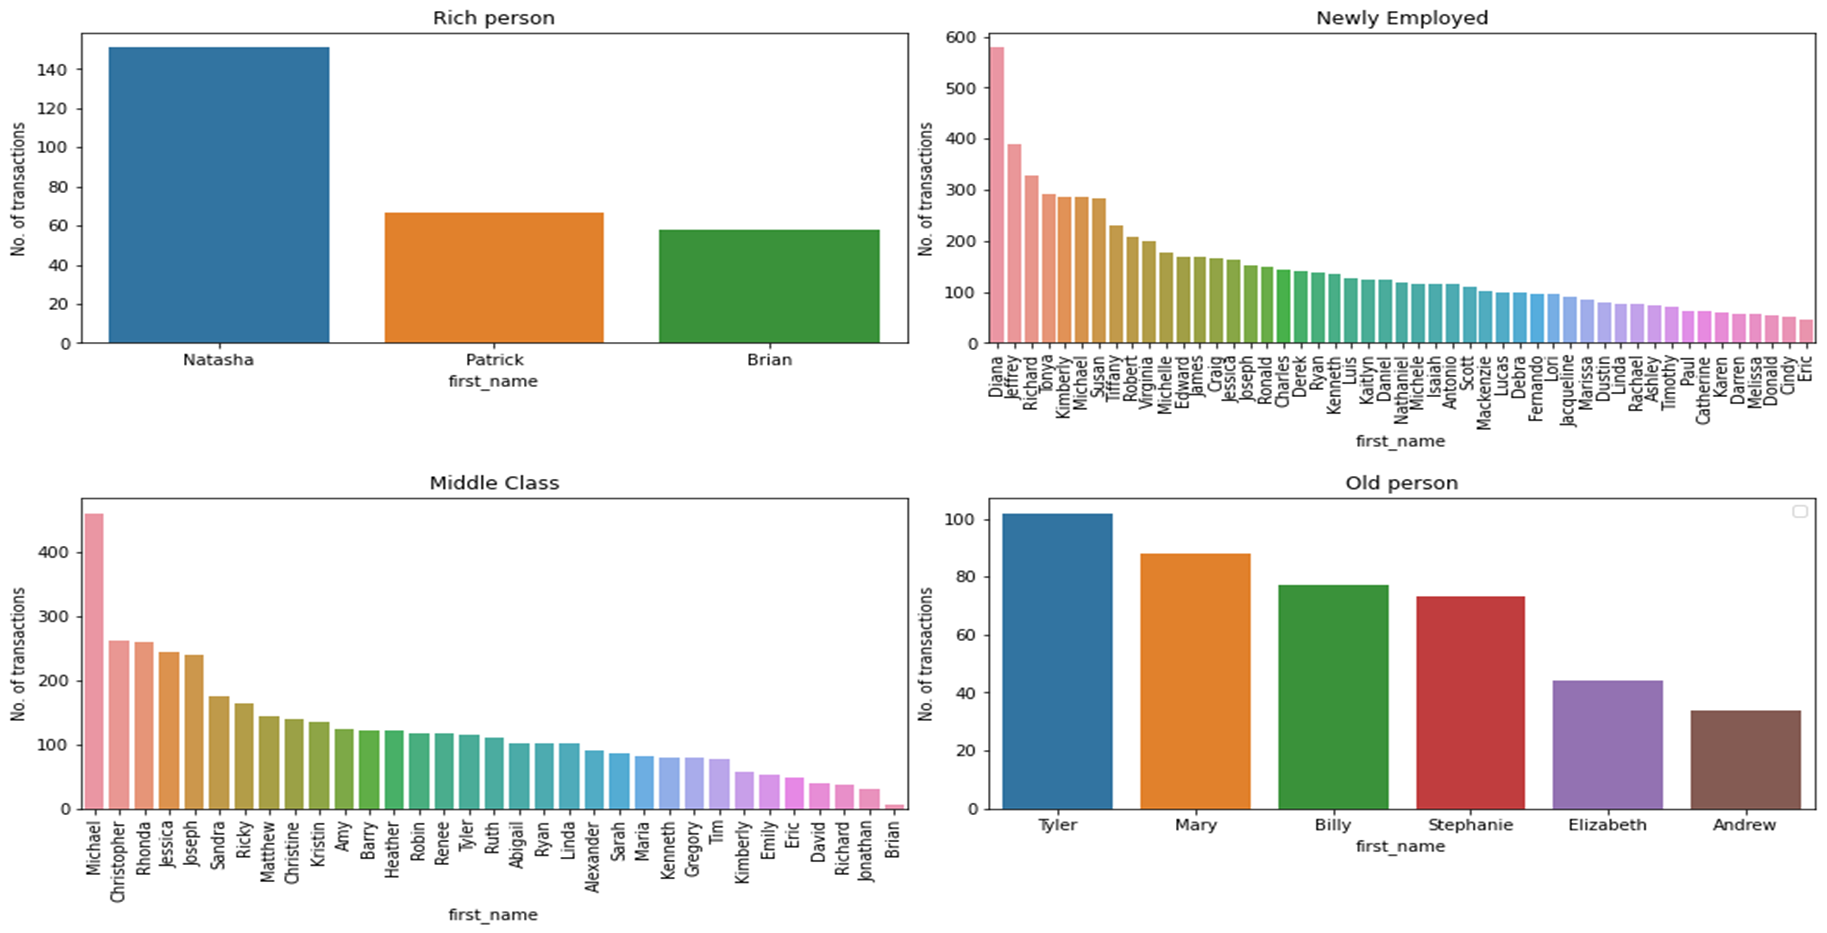 Rich person
No. of transactions
140
120
100
80
60
40
20
0
Natasha Patrick Brian
first_name
Newly Employed
No. of transactions
600
500
400
300
200
100
0
Diana Jeffrey Richard Tonya Kimberly Michael Susan Tiffany Robert Virginia Michelle Edward James Craig Jessica Joseph Ronald Charles Derek Ryan Kenneth Luis Kaitlyn Daniel Nathaniel Michele Isaiah Antonio Scott Mackenzie Lucas Debra Fernando Lori Jacqueline Marissa Dustin Linda Rachael Ashley Timothy Paul Catherine Karen Darren Melissa Donald Cindy Eric
first_name
Middle Class
No. of transactions
400
300
200
100
0
Michael Christopher Rhonda Jessica Joseph Sandra Ricky Matthew Christine Kristin Amy Barry Heather Robin Renee Tyler Ruth Abigail Ryan Linda Alexander Sarah Maria Kenneth Gregory Tim Kimberly Emily Eric David Richard Jonathan Brian
first_name
Old person
No. of transactions
100
80
60
40
20
0
Tyler Mary Billy Stephanie Elizabeth Andrew
first_name